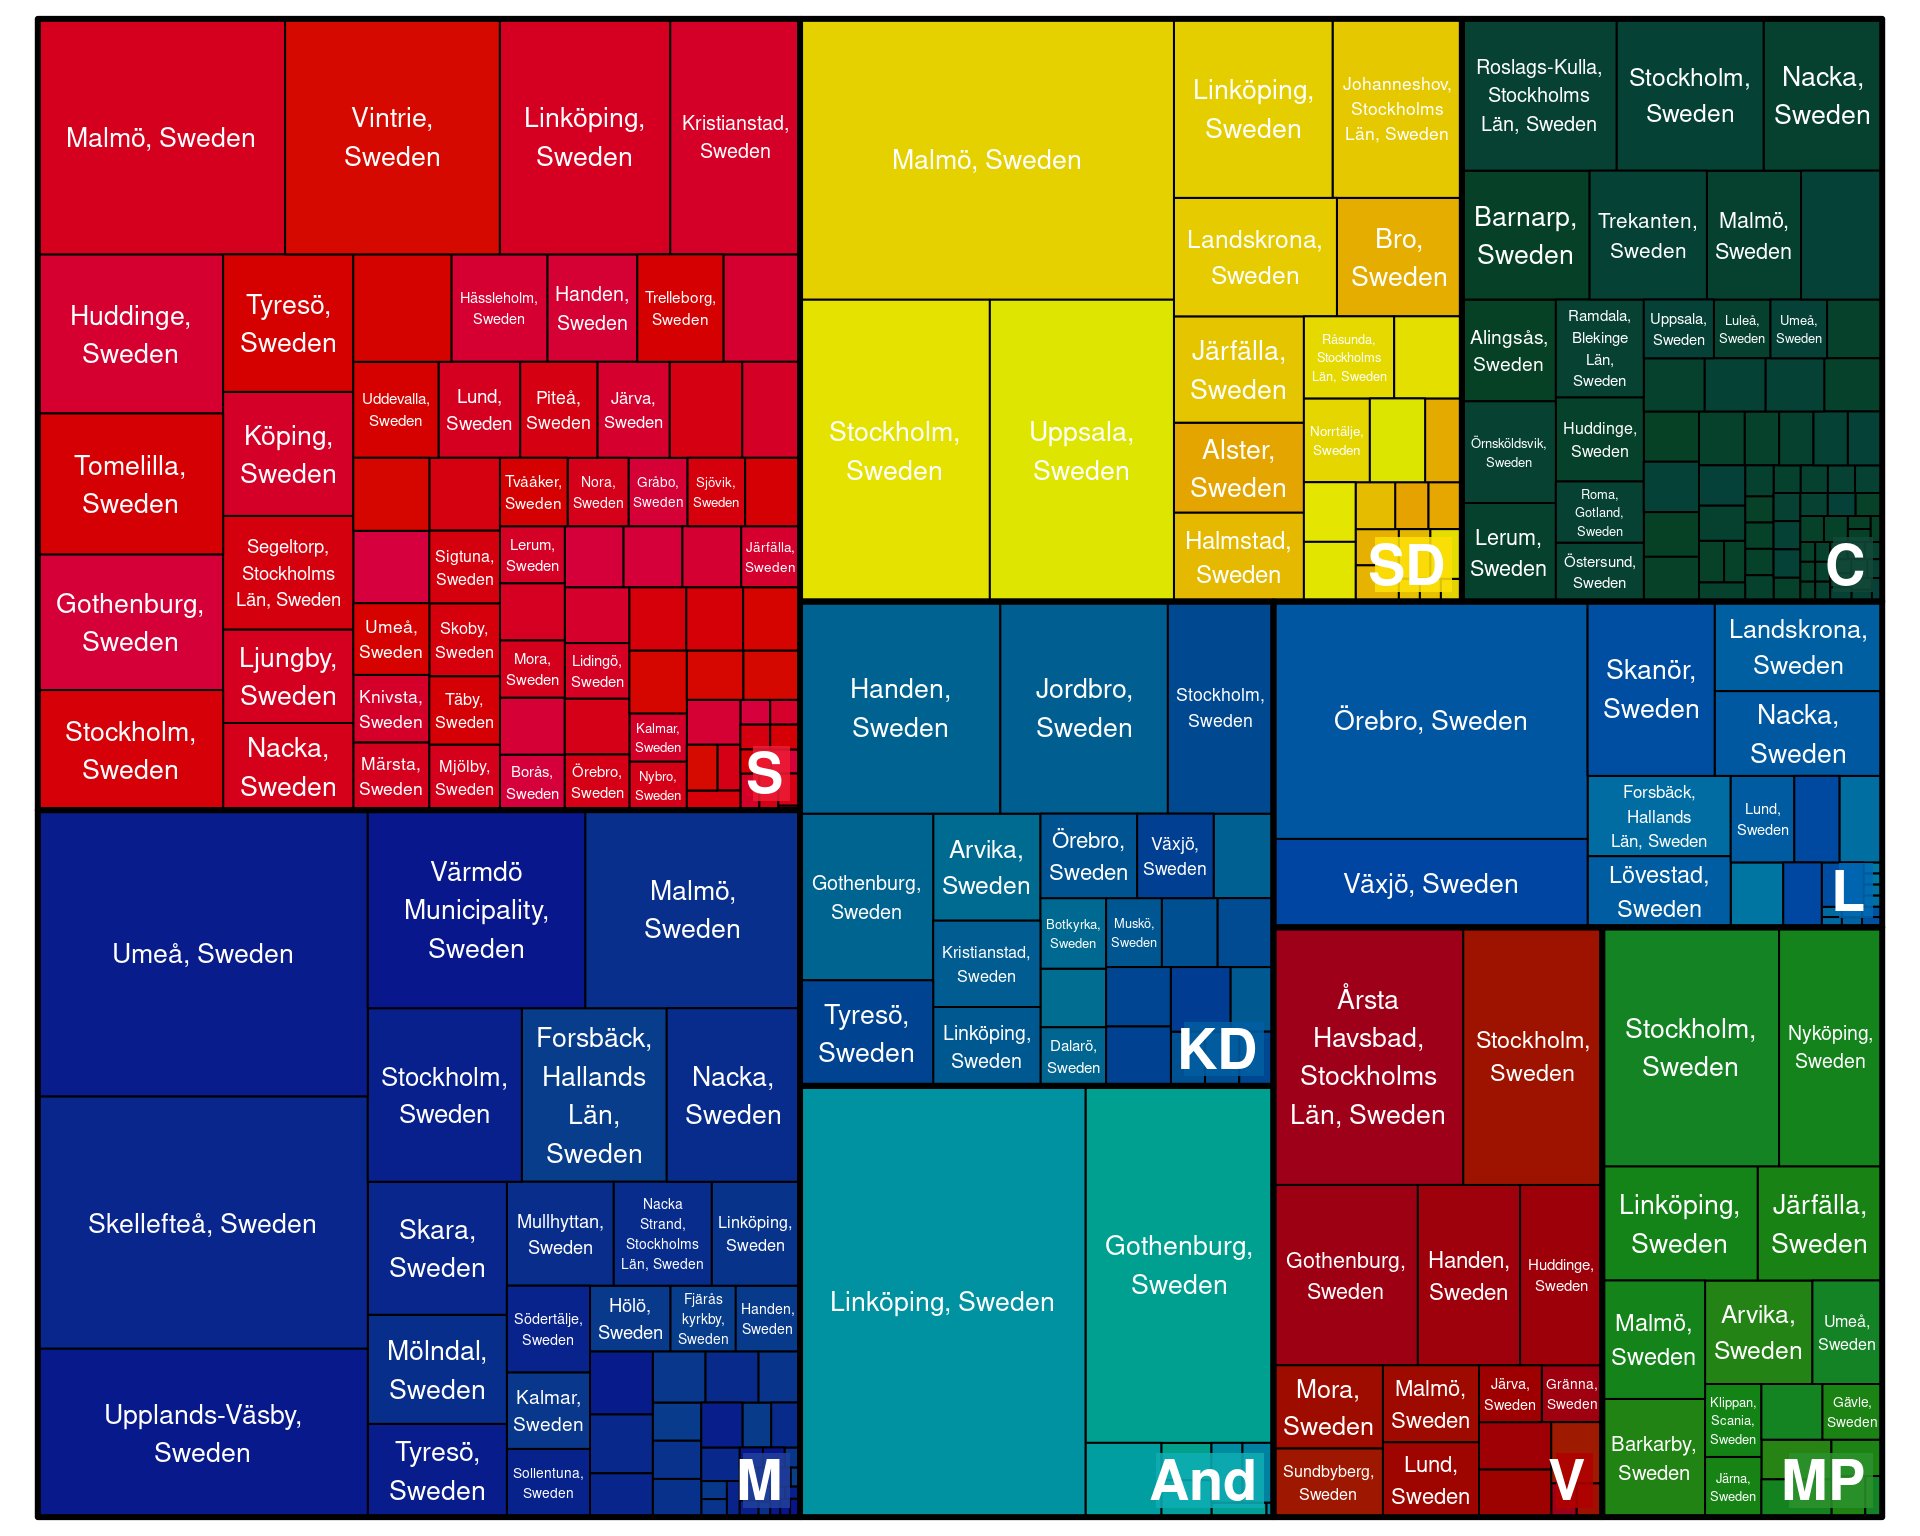 Malmö, Sweden
Vintrie,
Sweden
Linköping,
Sweden
Kristianstad,
Sweden
Huddinge,
Sweden
Tyresö,
Sweden
Hässleholm,
Sweden
Handen,
Sweden
Trelleborg,
Sweden
Uddevalla,
Sweden
Lund,
Sweden
Piteå,
Sweden
Järva,
Sweden
Tomelilla,
Sweden
Köping,
Sweden
Tvååker,
Sweden
Nora,
Sweden
Gråbo,
Sweden
Sjövik,
Sweden
Segeltorp,
Stockholms
Län, Sweden
Sigtuna,
Sweden
Lerum,
Sweden
Järfälla,
Sweden
Gothenburg,
Sweden
Ljungby,
Sweden
Umeå,
Sweden
Skoby,
Sweden
Mora,
Sweden
Lidingö,
Sweden
Knivsta,
Sweden
Täby,
Sweden
Stockholm,
Sweden
Nacka,
Sweden
Märsta,
Sweden
Mjölby,
Sweden
Borås,
Sweden
Örebro,
Sweden
Kalmar,
Sweden
Nybro,
Sweden
S
Malmö, Sweden
Linköping,
Sweden
Johanneshov,
Stockholms
Län, Sweden
Landskrona,
Sweden
Bro,
Sweden
Stockholm,
Sweden
Uppsala,
Sweden
Järfälla,
Sweden
Råsunda,
Stockholms
Län, Sweden
Alster,
Sweden
Norrtälje,
Sweden
Halmstad,
Sweden
SD
Roslags-Kulla,
Stockholms
Län, Sweden
Stockholm,
Sweden
Nacka,
Sweden
Barnarp,
Sweden
Trekanten,
Sweden
Malmö,
Sweden
Alingsås,
Sweden
Ramdala,
Blekinge
Län,
Sweden
Uppsala,
Sweden
Luleå,
Sweden
Umeå,
Sweden
Örnsköldsvik,
Sweden
Huddinge,
Sweden
Roma,
Gotland,
Sweden
Lerum,
Sweden
Östersund,
Sweden
C
Umeå, Sweden
Värmdö
Municipality,
Sweden
Malmö,
Sweden
Stockholm,
Sweden
Forsbäck,
Hallands
Län,
Sweden
Nacka,
Sweden
Skellefteå, Sweden
Skara,
Sweden
Mullhyttan,
Sweden
Nacka
Strand,
Stockholms
Län, Sweden
Linköping,
Sweden
Södertälje,
Sweden
Hölö,
Sweden
Fjärås
kyrkby,
Sweden
Handen,
Sweden
Mölndal,
Sweden
Kalmar,
Sweden
Upplands-Väsby,
Sweden
Tyresö,
Sweden
Sollentuna,
Sweden
M
Handen,
Sweden
Jordbro,
Sweden
Stockholm,
Sweden
Gothenburg,
Sweden
Arvika,
Sweden
Örebro,
Sweden
Växjö,
Sweden
Kristianstad,
Sweden
Botkyrka,
Sweden
Muskö,
Sweden
Tyresö,
Sweden
Linköping,
Sweden
Dalarö,
Sweden
KD
Örebro, Sweden
Skanör,
Sweden
Landskrona,
Sweden
Nacka,
Sweden
Forsbäck,
Hallands
Län, Sweden
Lund,
Sweden
Växjö, Sweden
Lövestad,
Sweden
L
Linköping, Sweden
Gothenburg,
Sweden
And
Årsta
Havsbad,
Stockholms
Län, Sweden
Stockholm,
Sweden
Gothenburg,
Sweden
Handen,
Sweden
Huddinge,
Sweden
Mora,
Sweden
Malmö,
Sweden
Järva,
Sweden
Gränna,
Sweden
Sundbyberg,
Sweden
Lund,
Sweden
V
Stockholm,
Sweden
Nyköping,
Sweden
Linköping,
Sweden
Järfälla,
Sweden
Malmö,
Sweden
Arvika,
Sweden
Umeå,
Sweden
Klippan,
Scania,
Sweden
Gävle,
Sweden
Barkarby,
Sweden
Järna,
Sweden
MP